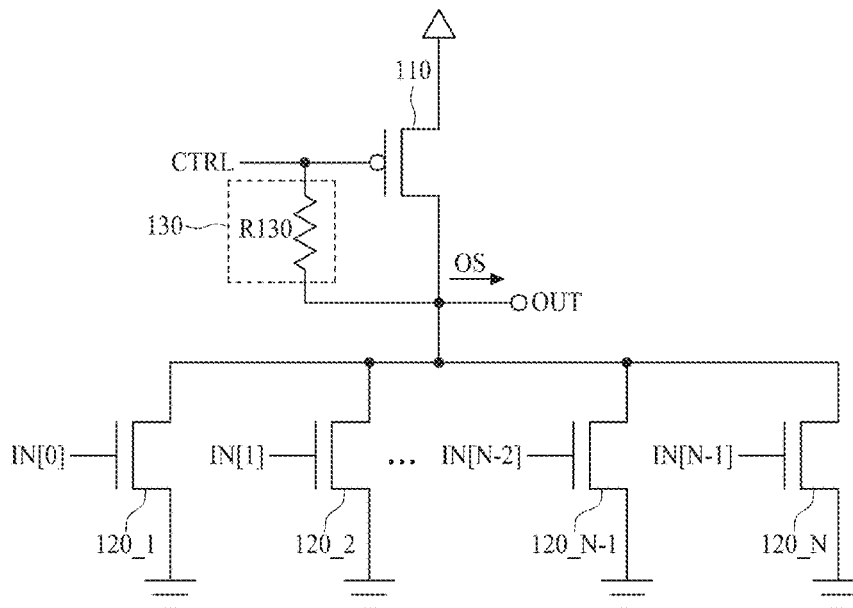 110
CTRL
130
R130
OS
OUT
IN[0]
IN[1]
...
IN[N-2]
IN[N-1]
120_1
120_2
120_N-1
120_N